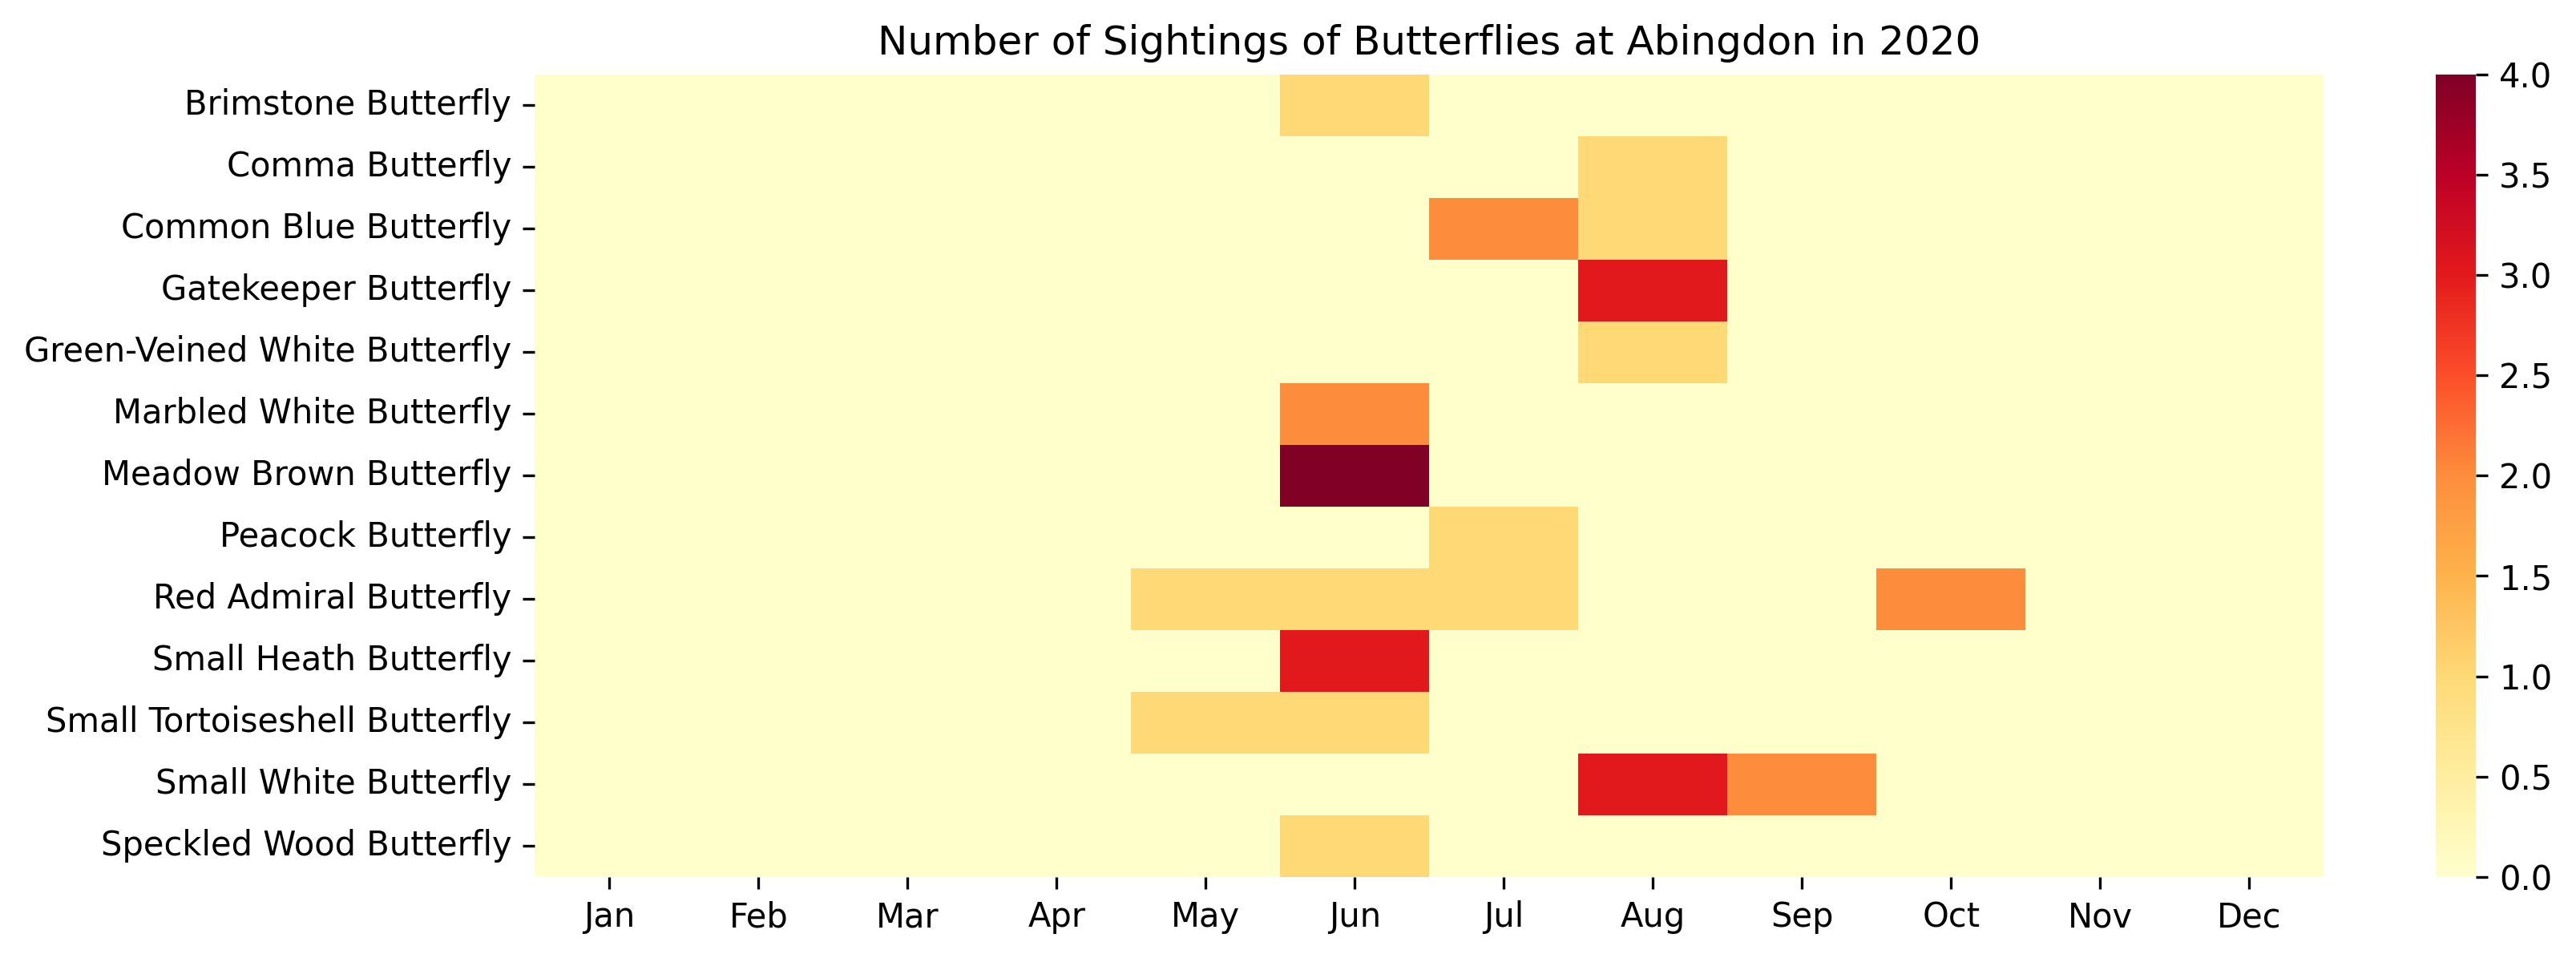 Number of Sightings of Butterflies at Abingdon in 2020
Brimstone Butterfly
Comma Butterfly
Common Blue Butterfly
Gatekeeper Butterfly
Green-Veined White Butterfly
Marbled White Butterfly
Meadow Brown Butterfly
Peacock Butterfly
Red Admiral Butterfly
Small Heath Butterfly
Small Tortoiseshell Butterfly
Small White Butterfly
Speckled Wood Butterfly
Jan Feb Mar Apr May Jun Jul Aug Sep Oct Nov Dec
4.0
3.5
3.0
2.5
2.0
1.5
1.0
0.5
0.0